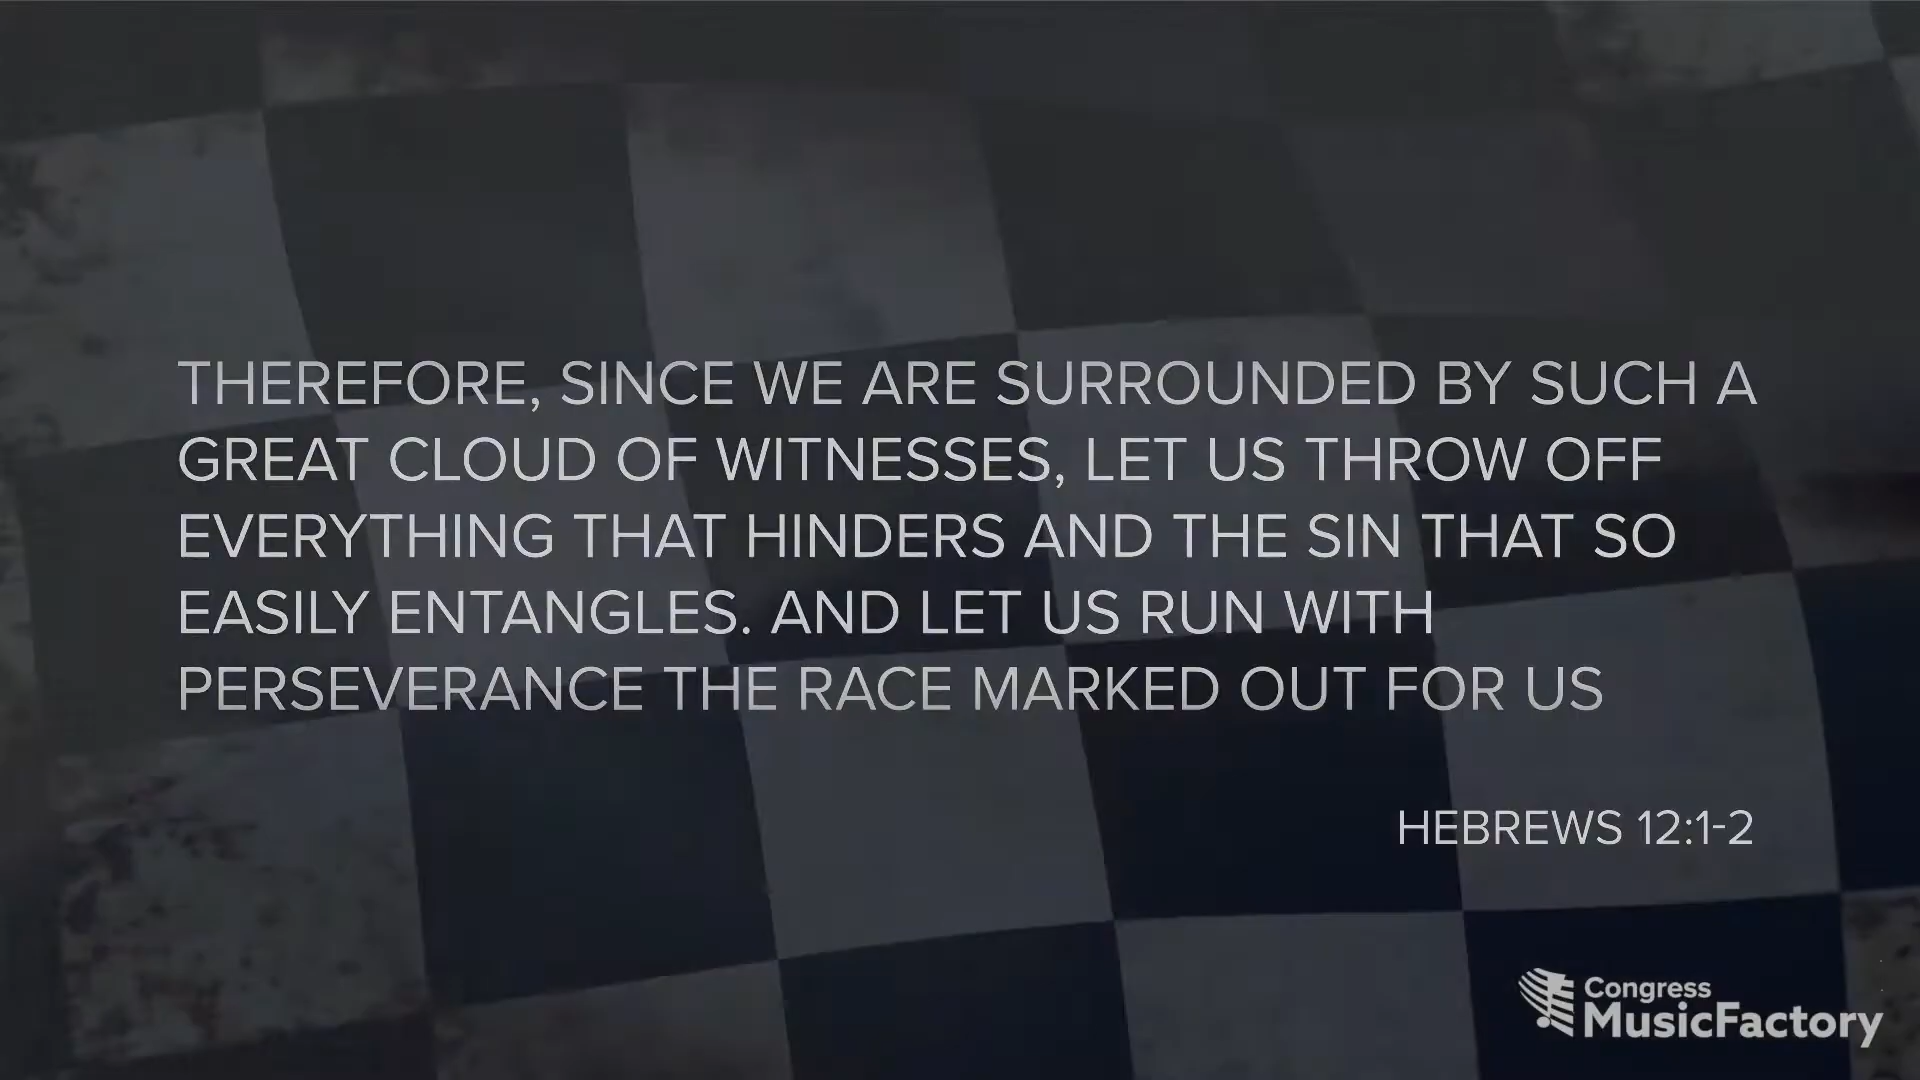 THEREFORE, SINCE WE ARE SURROUNDED BY SUCH A
GREAT CLOUD OF WITNESSES, LET US THROW OFF
EVERYTHING THAT HINDERS AND THE SIN THAT SO
EASILY ENTANGLES. AND LET US RUN WITH
PERSEVERANCE THE RACE MARKED OUT FOR US
HEBREWS 12:1-2
Congress
MusicFactory